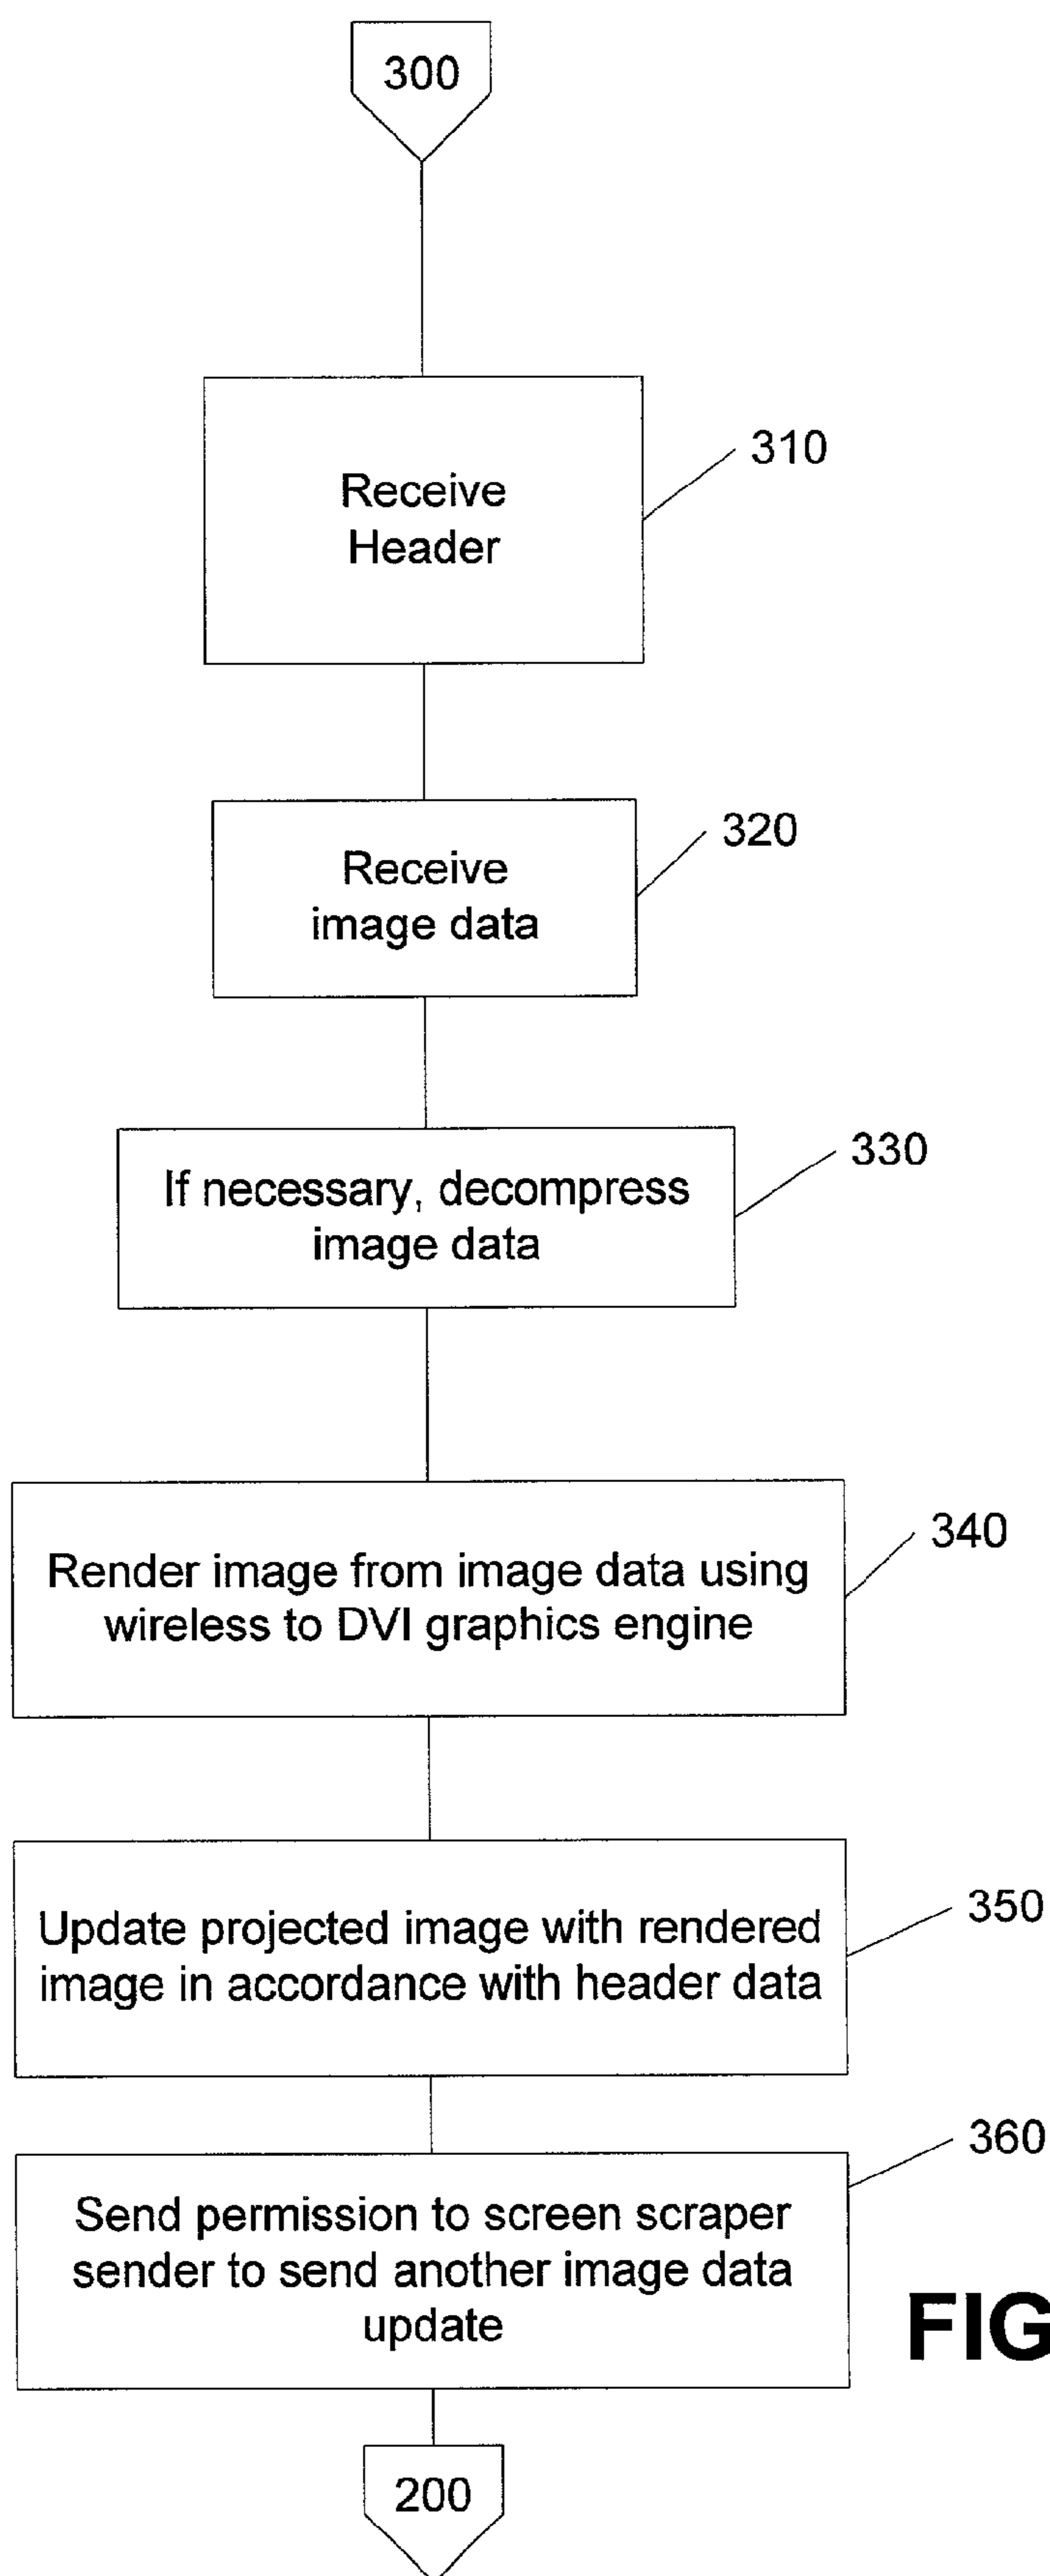 300
Receive
Header
310
Receive
image data
320
If necessary, decompress
image data
330
Render image from image data using
wireless to DVI graphics engine
340
Update projected image with rendered
image in accordance with header data
350
Send permission to screen scraper
sender to send another image data
update
360
FIG
200